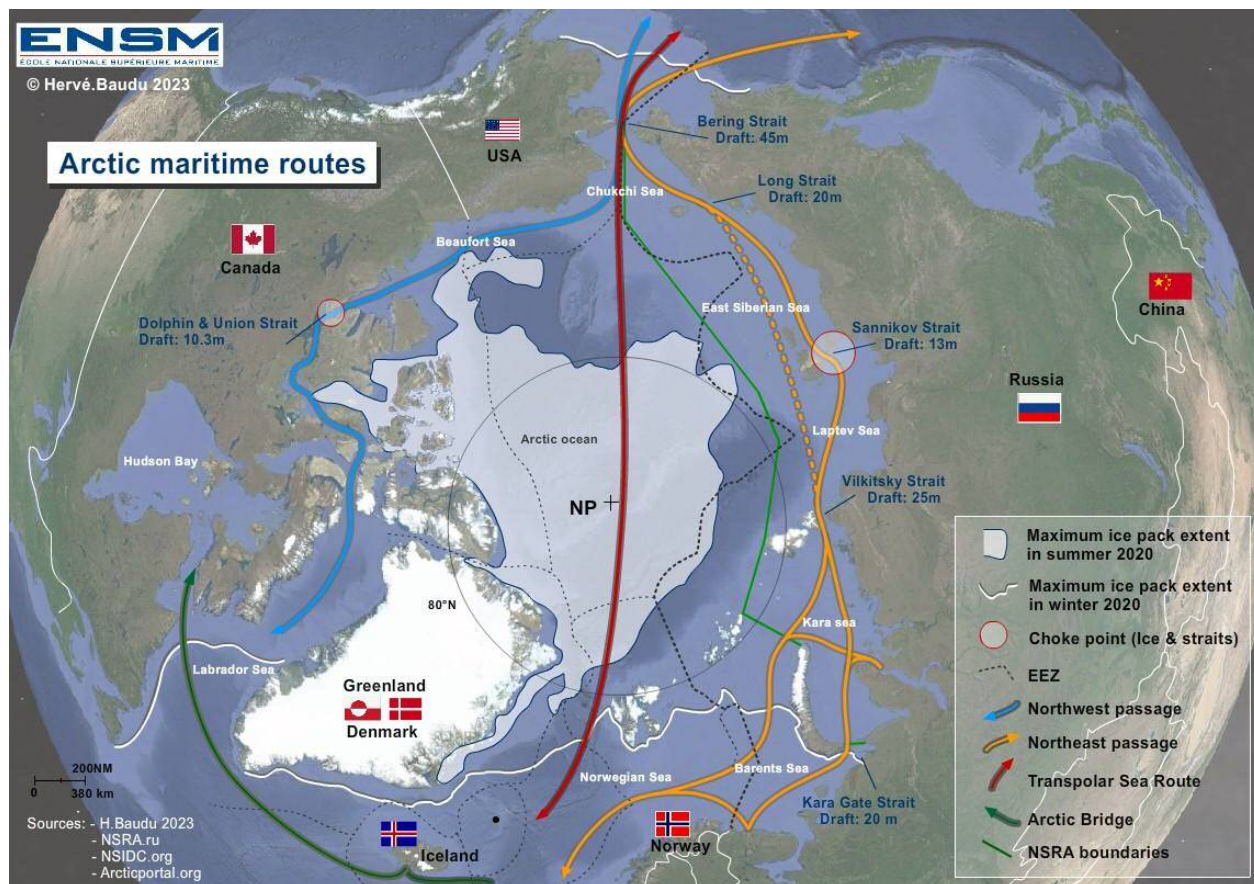 ENSM
ÉCOLE NATIONALE SUPÉRIEURE MARITIME
© Hervé.Baudu 2023
Arctic maritime routes
USA
Bering Strait
Draft: 45m
Long Strait
Draft: 20m
Chukchi Sea
Beaufort Sea
Canada
China
Dolphin & Union Strait
Draft: 10.3m
East Siberian Sea
Sannikov Strait
Draft: 13m
Russia
Arctic ocean
Laptev Sea
Hudson Bay
Vilkitsky Strait
Draft: 25m
NP
80°N
Kara sea
Labrador Sea
Greenland
Denmark
Norwegian Sea
Barents Sea
Kara Gate Strait
Draft: 20 m
Iceland
Norway
200NM
0 380 km
Sources: - H.Baudu 2023
- NSRA.ru
- NSIDC.org
- Arcticportal.org
Maximum ice pack extent
in summer 2020
Maximum ice pack extent
in winter 2020
Choke point (Ice & straits)
EEZ
Northwest passage
Northeast passage
Transpolar Sea Route
Arctic Bridge
NSRA boundaries